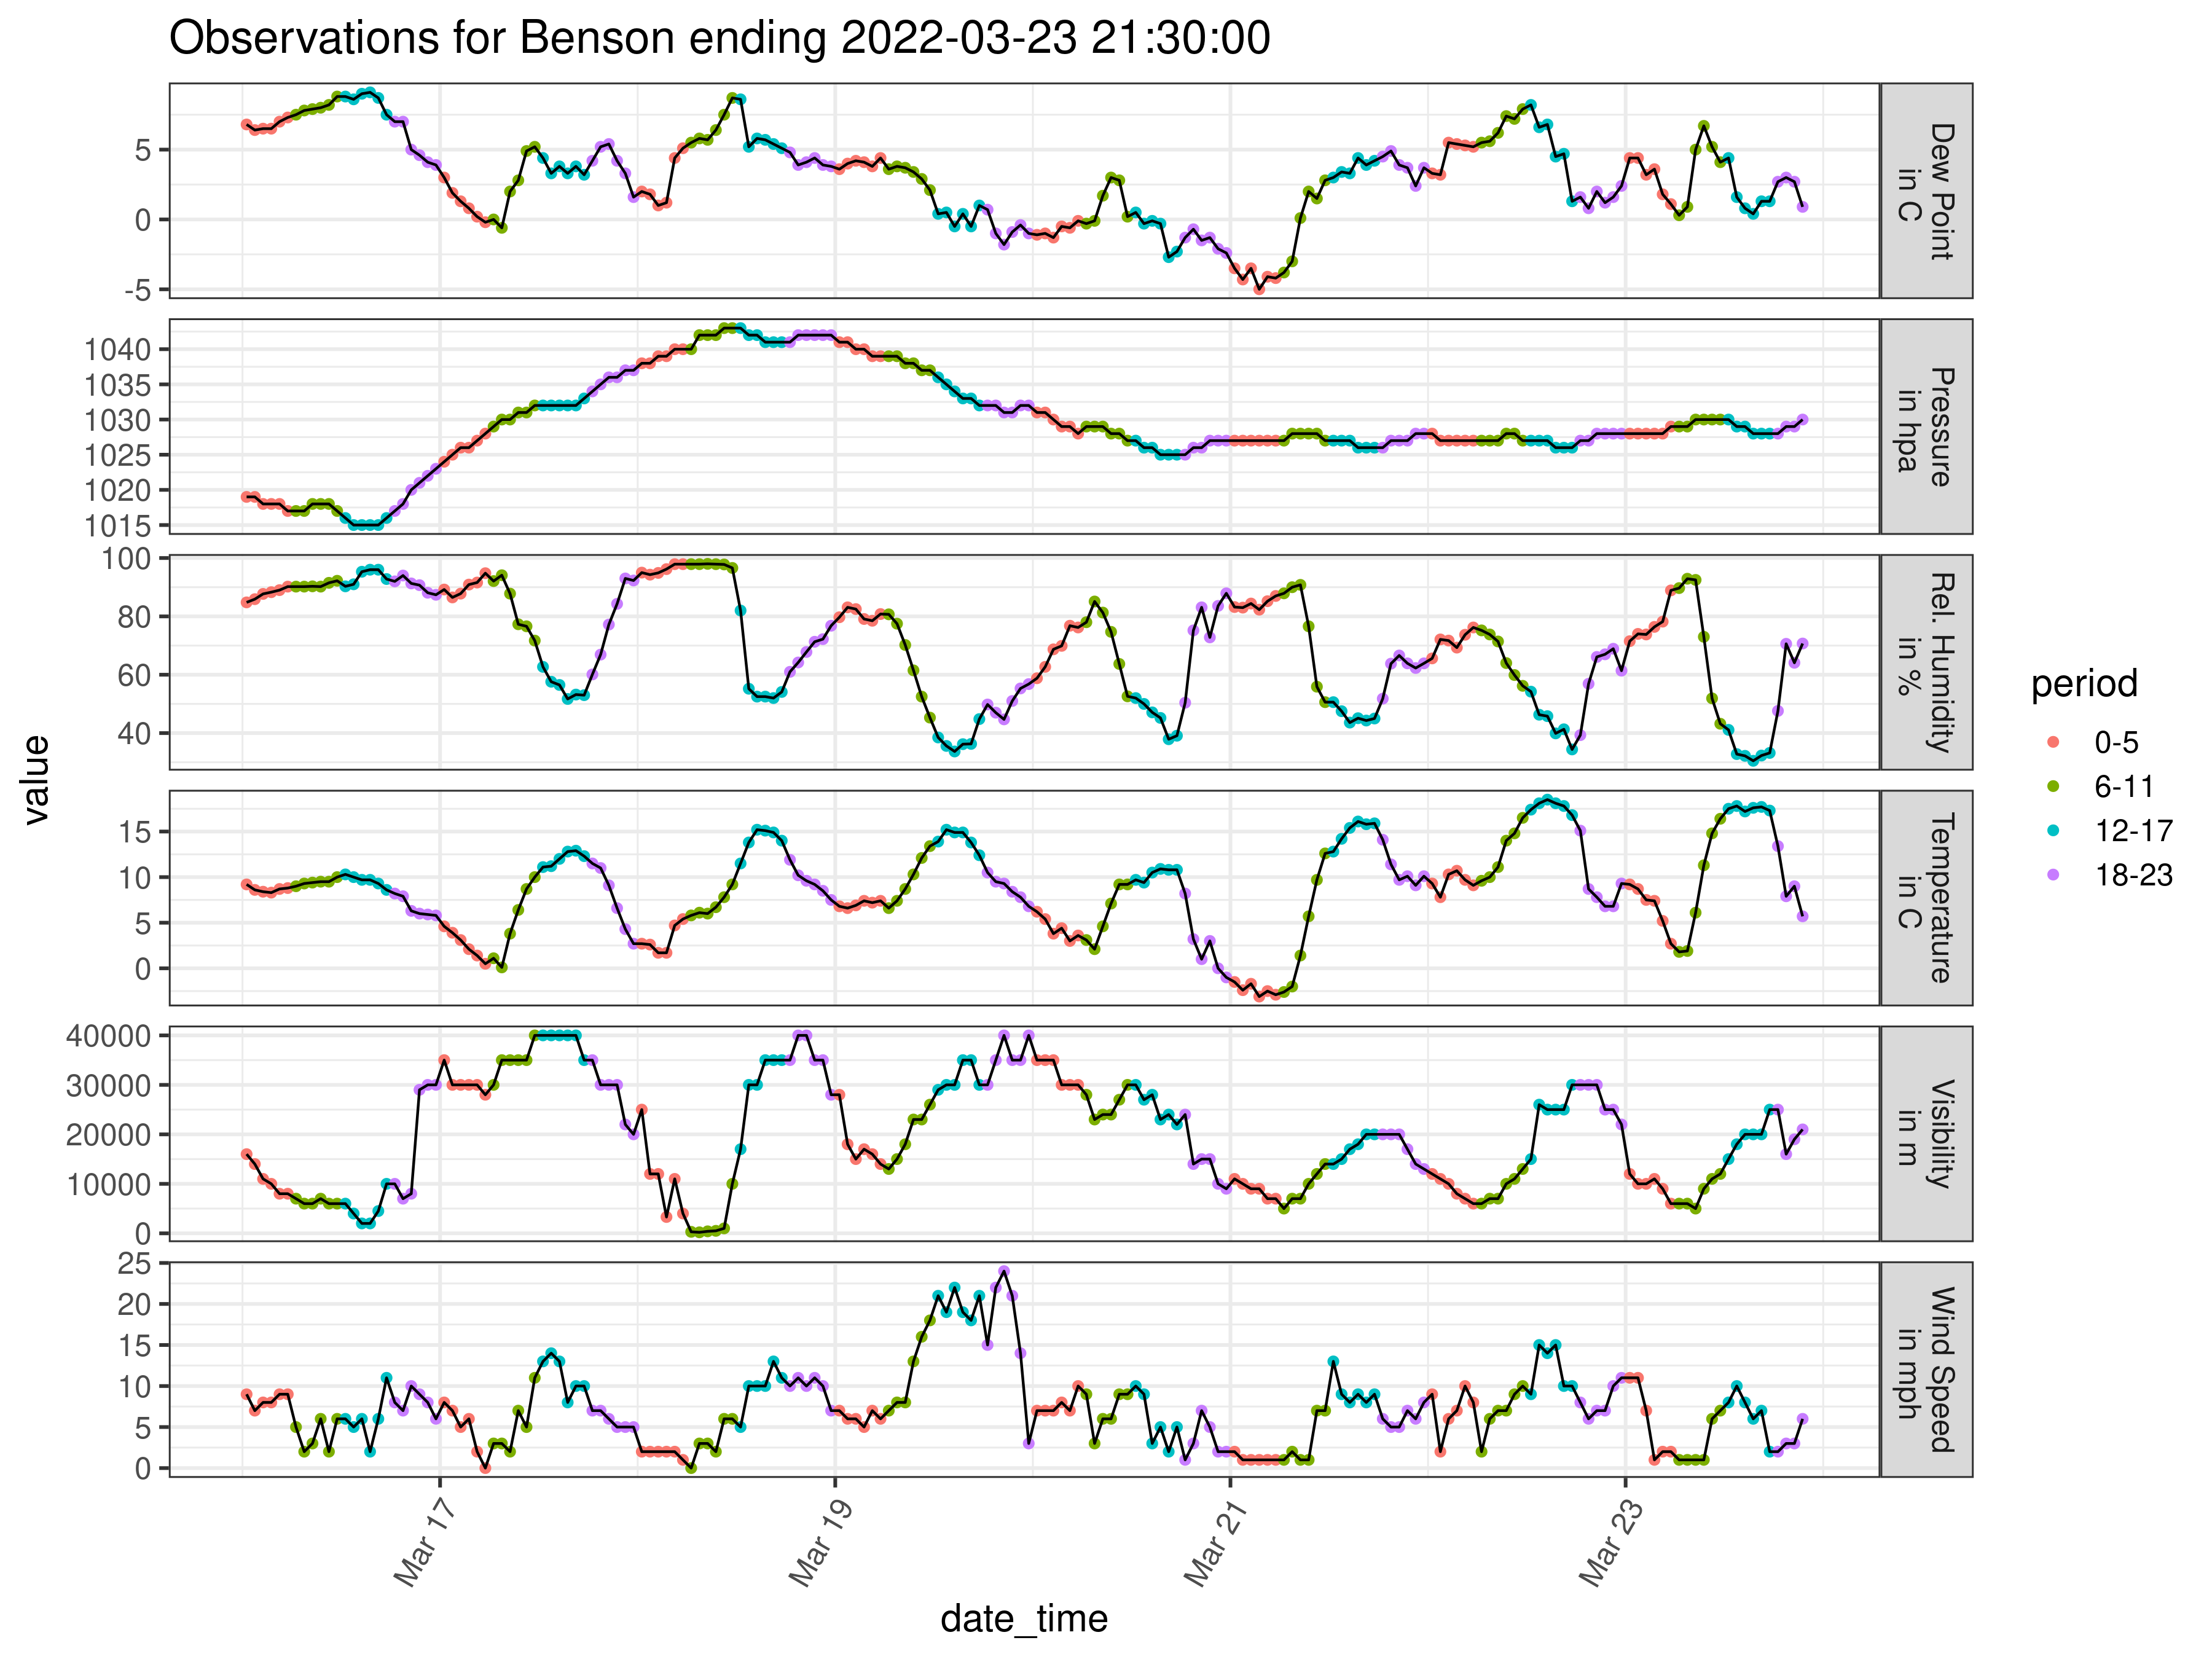 Observations for Benson ending 2022-03-23 21:30:00
5
0
-5
Dew Point
in C
1040
1035
1030
1025
1020
1015
Pressure
in hpa
100
80
60
40
Rel. Humidity
in %
15
10
5
0
Temperature
in C
40000
30000
20000
10000
0
Visibility
in m
25
20
15
10
5
0
Wind Speed
in mph
value
Mar 17
Mar 19
Mar 21
Mar 23
date_time
period
0-5
6-11
12-17
18-23